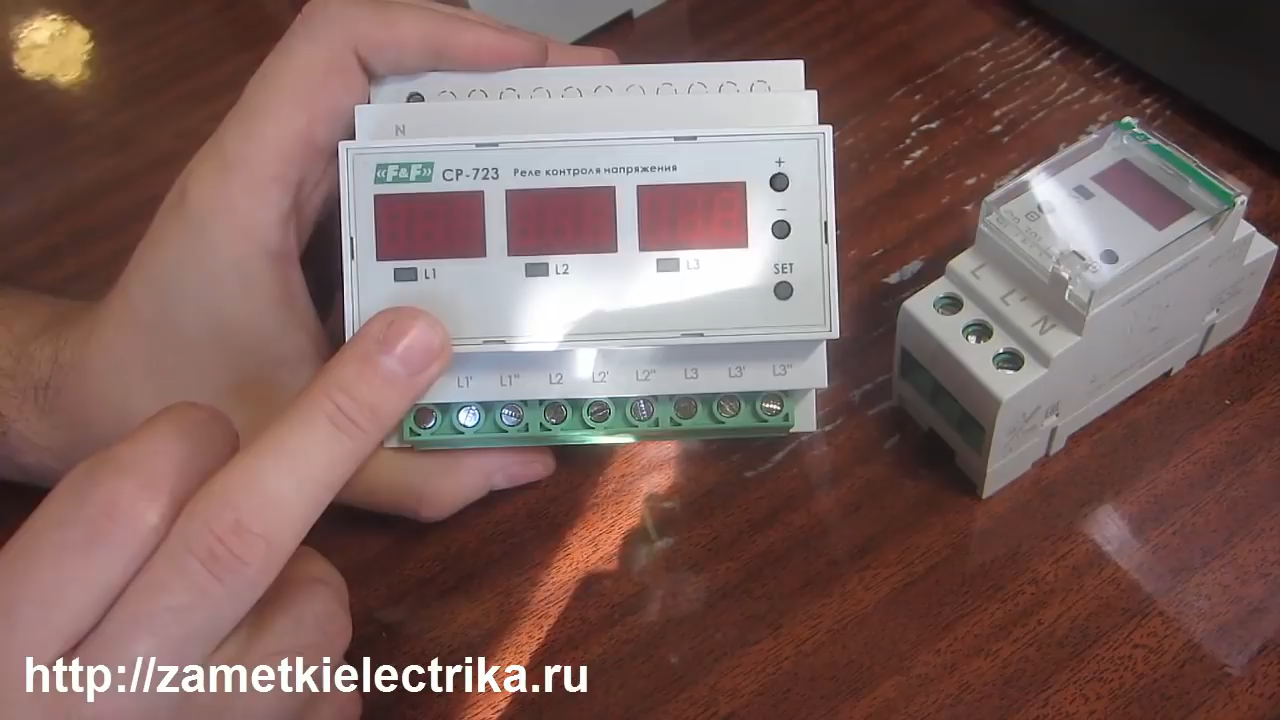 N
«F&F» CP-723 Реле контроля напряжения
+
−
SET
L1 L2 L3
L1' L1" L2 L2' L2" L3 L3' L3"
L L' N
http://zametkielectrika.ru